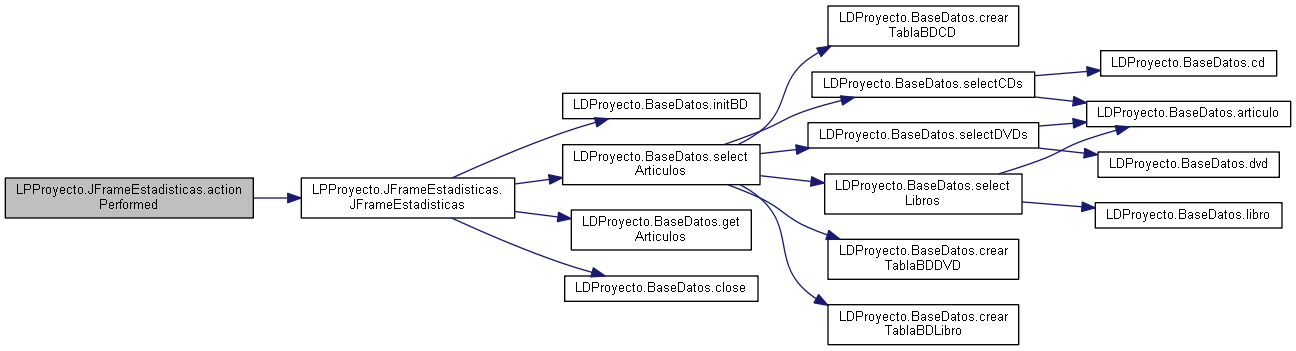 LPProyecto.JFrameEstadisticas.action
Performed
LPProyecto.JFrameEstadisticas.
JFrameEstadisticas
LDProyecto.BaseDatos.initBD
LDProyecto.BaseDatos.select
Articulos
LDProyecto.BaseDatos.get
Articulos
LDProyecto.BaseDatos.close
LDProyecto.BaseDatos.crear
TablaBDCD
LDProyecto.BaseDatos.selectCDs
LDProyecto.BaseDatos.selectDVDs
LDProyecto.BaseDatos.select
Libros
LDProyecto.BaseDatos.crear
TablaBDDVD
LDProyecto.BaseDatos.crear
TablaBDLibro
LDProyecto.BaseDatos.cd
LDProyecto.BaseDatos.articulo
LDProyecto.BaseDatos.dvd
LDProyecto.BaseDatos.libro